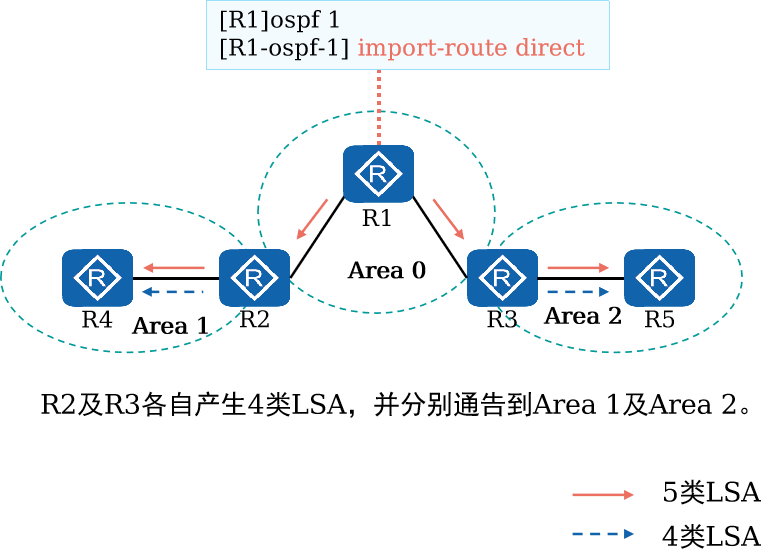 [R1]ospf 1
[R1-ospf-1] import-route direct
R
R1
Area 0
R
R
R
R
R4
Area 1
R2
R3
Area 2
R5
R2及R3各自产生4类LSA，并分别通告到Area 1及Area 2。
5类LSA
4类LSA